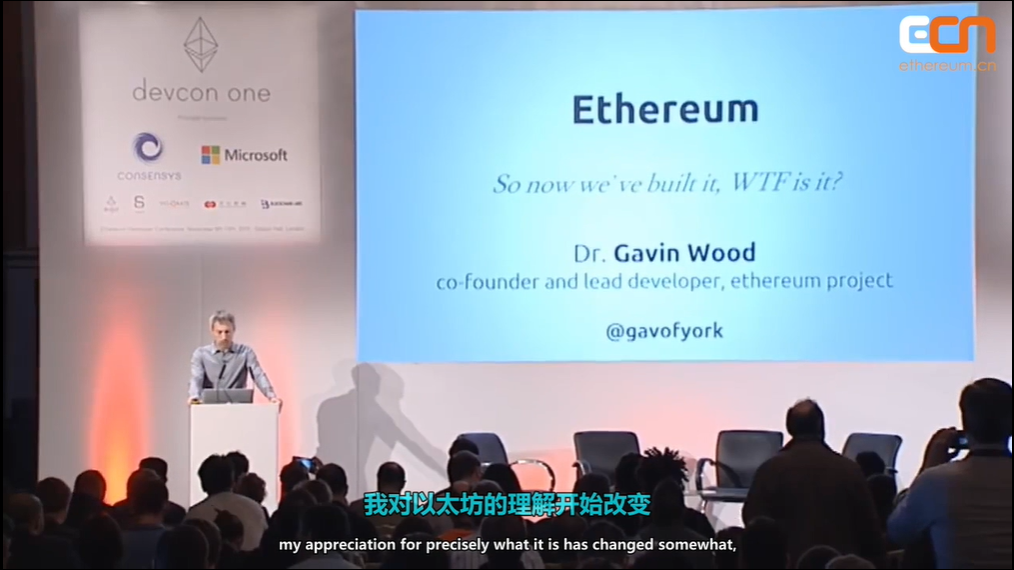 devcon one
CONSENSYS
Microsoft
ECN
ethereum.cn
Ethereum
So now we've built it, WTF is it?
Dr. Gavin Wood
co-founder and lead developer, ethereum project
@gavofyork
我对以太坊的理解开始改变
my appreciation for precisely what it is has changed somewhat,